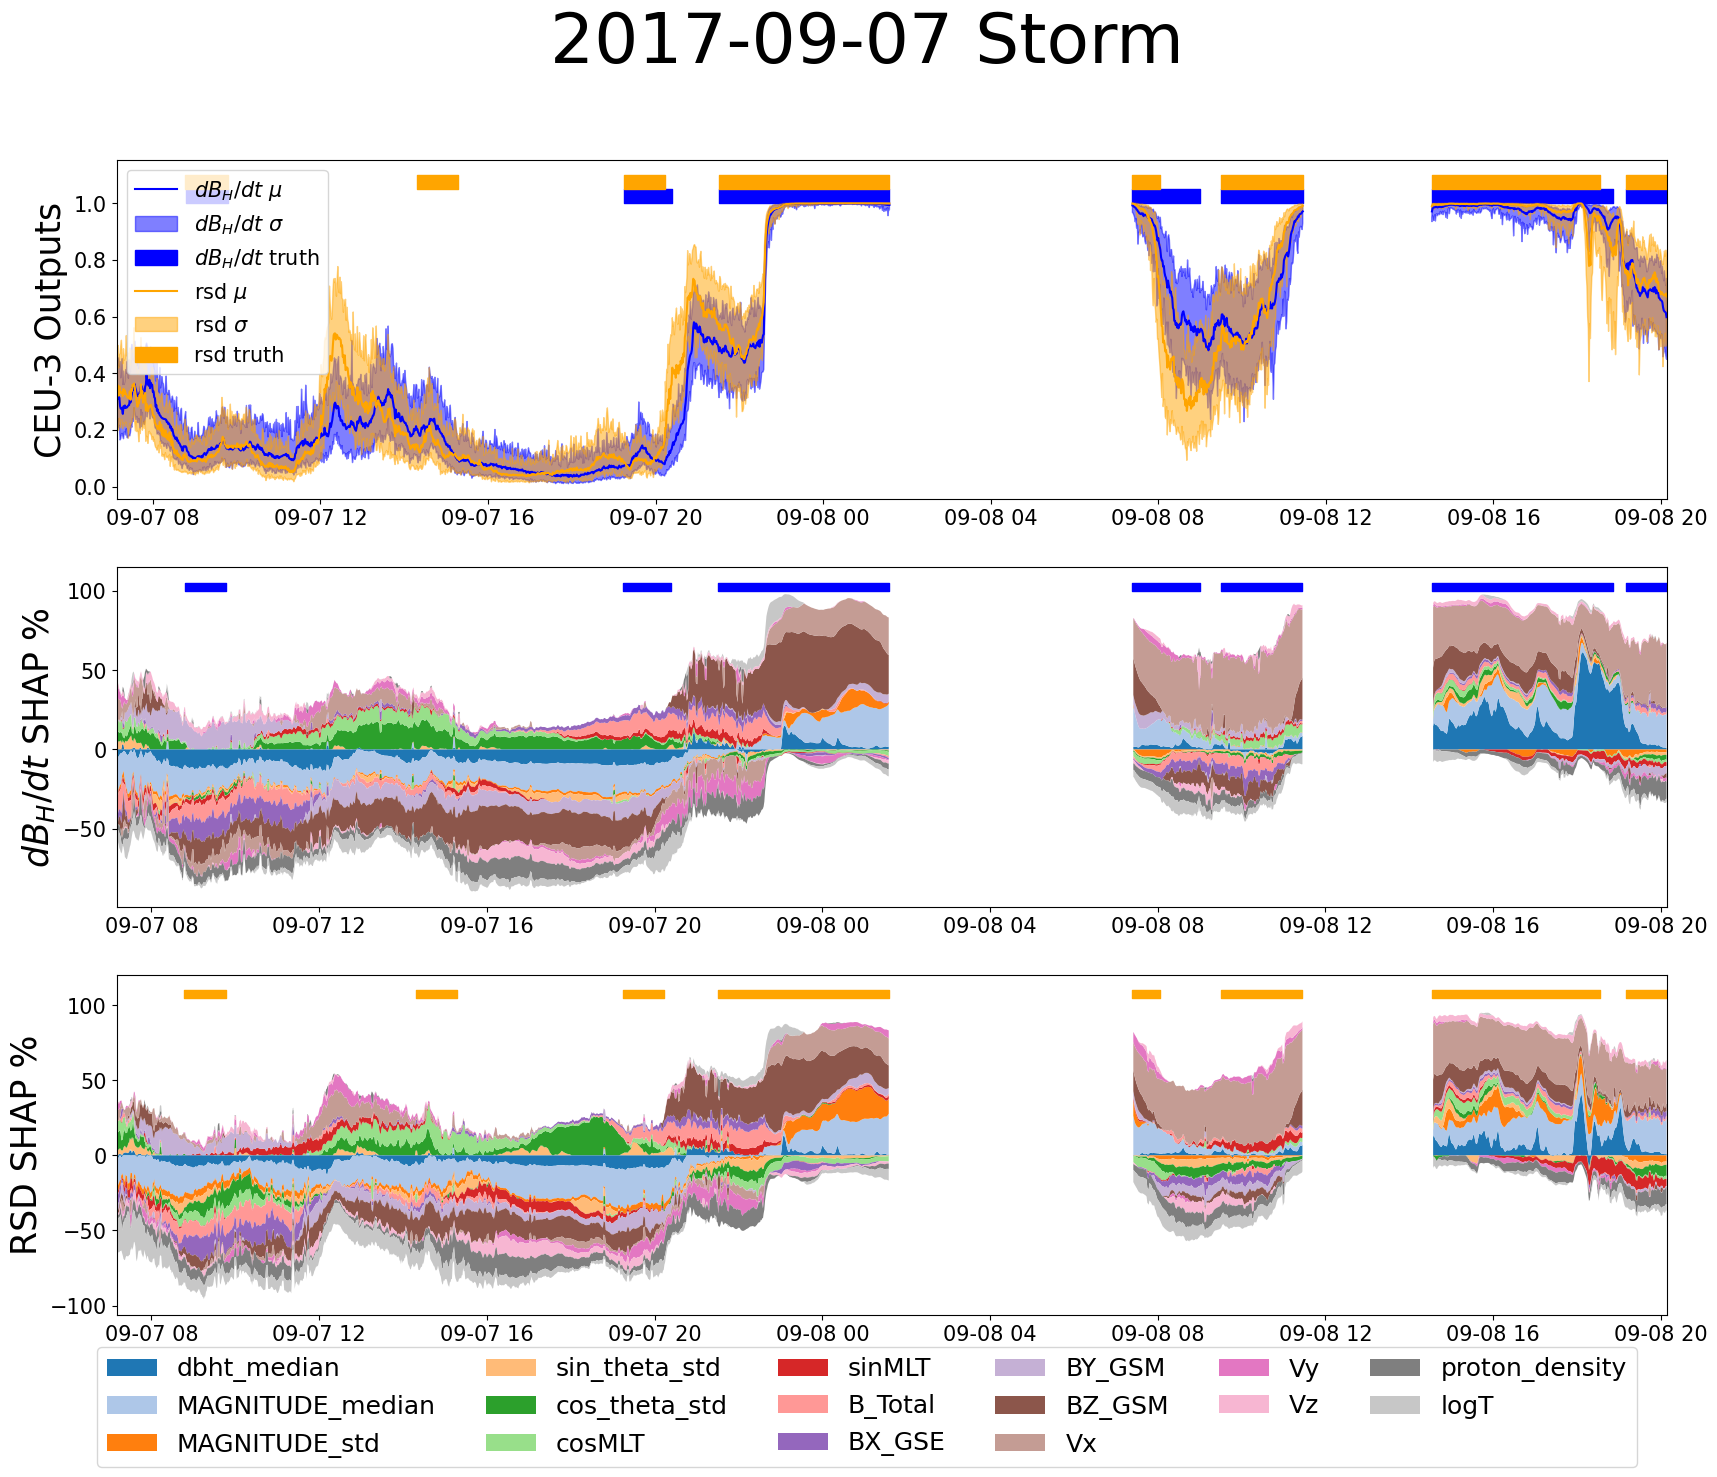 2017-09-07 Storm
CEU-3 Outputs
1.0
0.8
0.6
0.4
0.2
0.0
dB_H/dt μ
dB_H/dt σ
dB_H/dt truth
rsd μ
rsd σ
rsd truth
09-07 08 09-07 12 09-07 16 09-07 20 09-08 00 09-08 04 09-08 08 09-08 12 09-08 16 09-08 20
dB_H/dt SHAP %
100
50
0
−50
09-07 08 09-07 12 09-07 16 09-07 20 09-08 00 09-08 04 09-08 08 09-08 12 09-08 16 09-08 20
RSD SHAP %
100
50
0
−50
−100
09-07 08 09-07 12 09-07 16 09-07 20 09-08 00 09-08 04 09-08 08 09-08 12 09-08 16 09-08 20
dbht_median sin_theta_std sinMLT BY_GSM Vy proton_density
MAGNITUDE_median cos_theta_std B_Total BZ_GSM Vz logT
MAGNITUDE_std cosMLT BX_GSE Vx